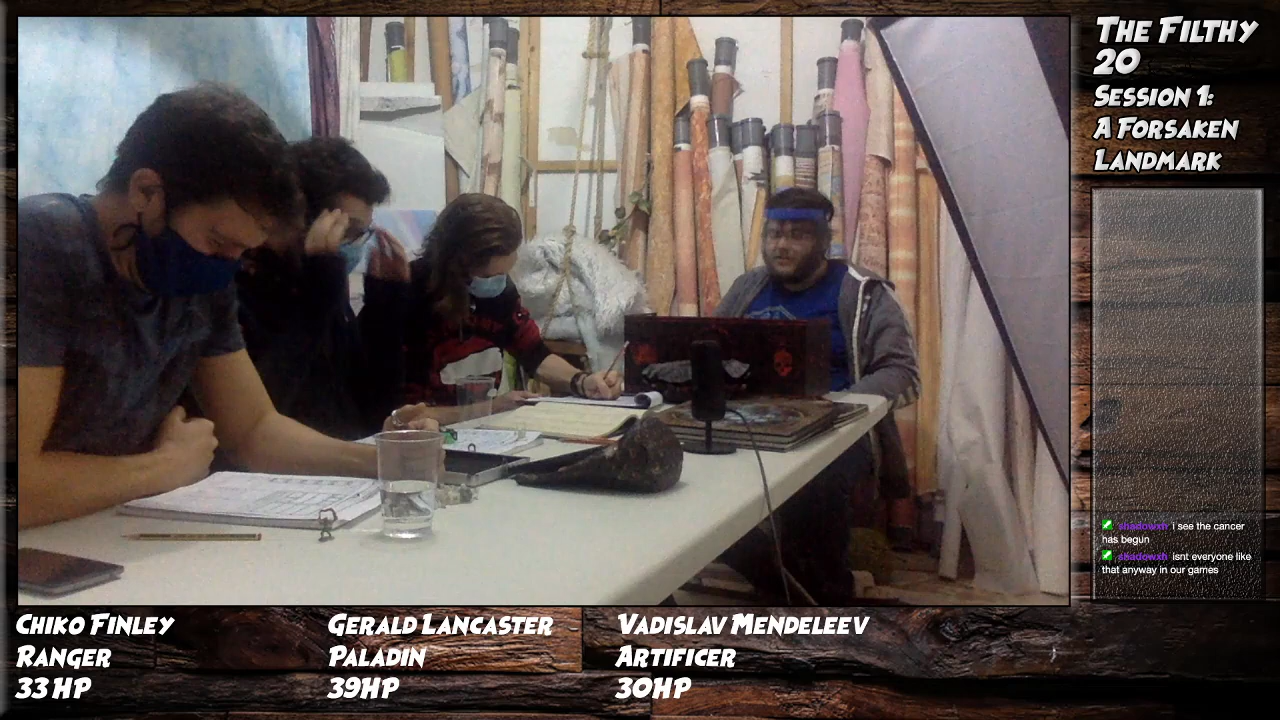 The Filthy
20
Session 1:
A Forsaken
Landmark
shadowxh i see the cancer
has begun
shadowxh isnt everyone like
that anyway in our games
Chiko Finley
Ranger
33 HP
Gerald Lancaster
Paladin
39HP
Vadislav Mendeleev
Artificer
30HP